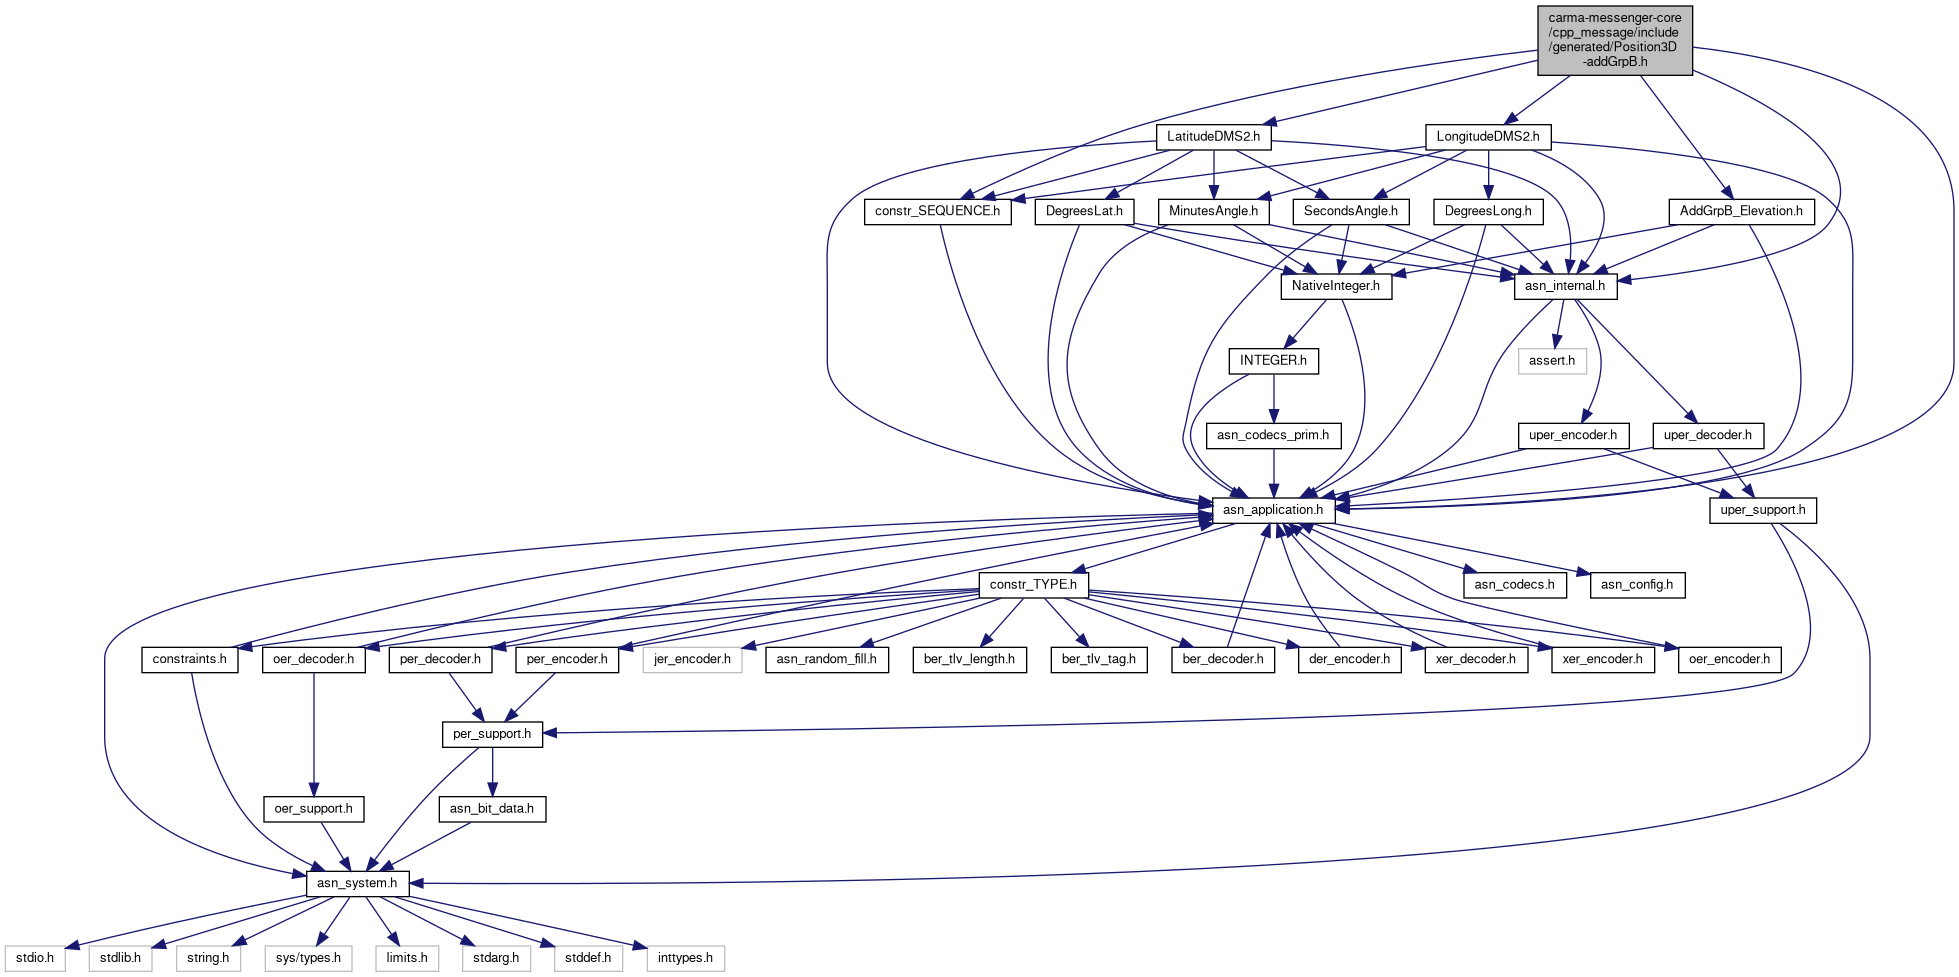 carma-messenger-core
/cpp_message/include
/generated/Position3D
-addGrpB.h
LatitudeDMS2.h
LongitudeDMS2.h
constr_SEQUENCE.h
DegreesLat.h
MinutesAngle.h
SecondsAngle.h
DegreesLong.h
AddGrpB_Elevation.h
NativeInteger.h
asn_internal.h
INTEGER.h
assert.h
asn_codecs_prim.h
uper_encoder.h
uper_decoder.h
asn_application.h
uper_support.h
constr_TYPE.h
asn_codecs.h
asn_config.h
constraints.h
oer_decoder.h
per_decoder.h
per_encoder.h
jer_encoder.h
asn_random_fill.h
ber_tlv_length.h
ber_tlv_tag.h
ber_decoder.h
der_encoder.h
xer_decoder.h
xer_encoder.h
oer_encoder.h
per_support.h
oer_support.h
asn_bit_data.h
asn_system.h
stdio.h
stdlib.h
string.h
sys/types.h
limits.h
stdarg.h
stddef.h
inttypes.h